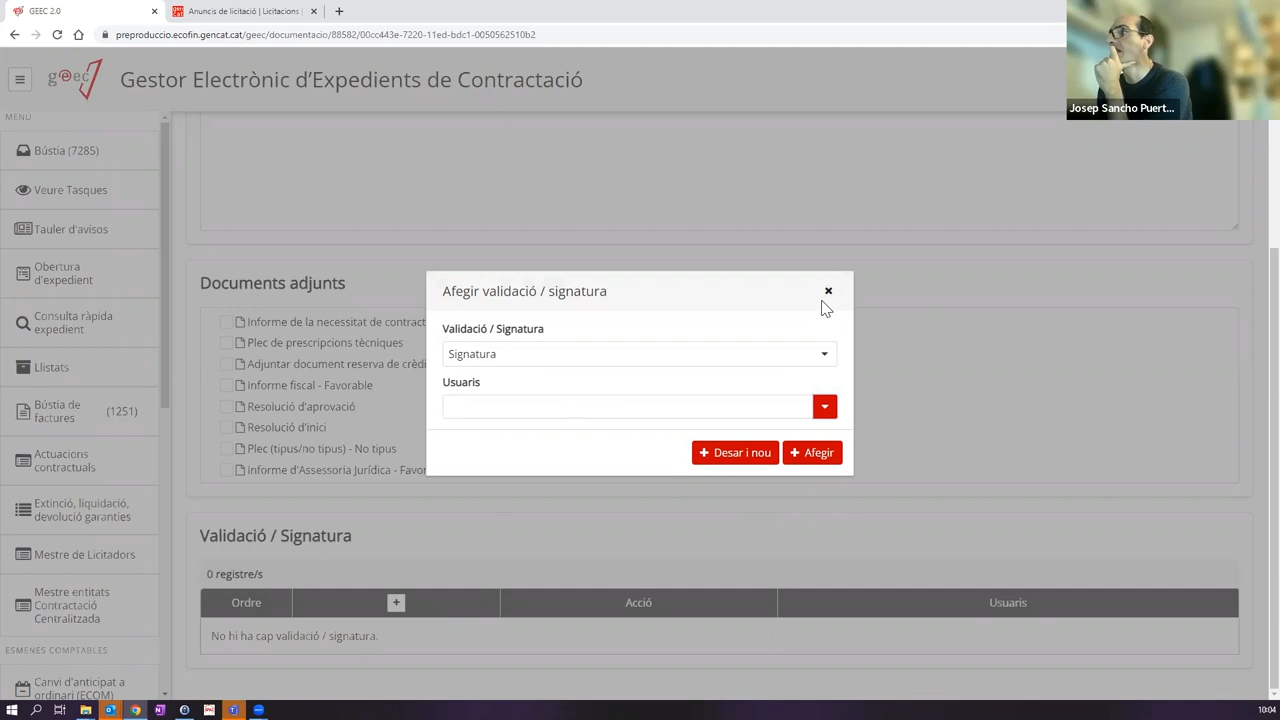 GEEC 2.0
Anuncis de licitació | Licitacions
preproduccio.ecofin.gencat.cat/geec/documentacio/88582/00cc443e-7220-11ed-bdc1-0050562510b2
Josep Sancho Puert...
geec
Gestor Electrònic d'Expedients de Contractació
MENÚ
Bústia (7285)
Veure Tasques
Tauler d'avisos
Obertura
d'expedient
Consulta ràpida
expedient
Llistats
Bústia de
factures
(1251)
Actuacions
contractuals
Extinció, liquidació,
devolució garanties
Mestre de Licitadors
Mestre entitats
Contractació
Centralitzada
ESMENES COMPTABLES
Canvi d'anticipat a
ordinari (ECOM)
Documents adjunts
Informe de la necessitat de contract
Plec de prescripcions tècniques
Adjuntar document reserva de crèdi
Informe fiscal - Favorable
Resolució d'aprovació
Resolució d'inici
Plec (tipus/no tipus) - No tipus
informe d'Assessoria Jurídica - Favor
Afegir validació / signatura
Validació / Signatura
Signatura
Usuaris
Desar i nou
Afegir
Validació / Signatura
0 registre/s
Ordre
Acció
Usuaris
No hi ha cap validació / signatura.
10:04